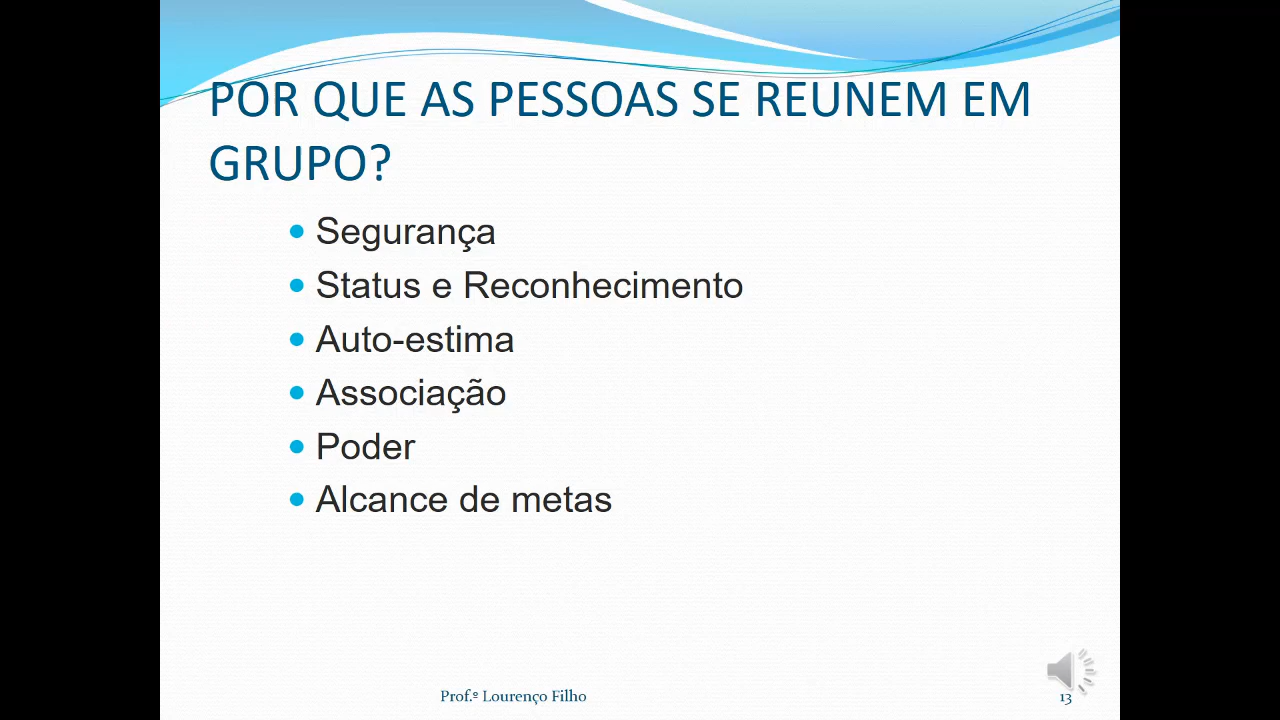 POR QUE AS PESSOAS SE REUNEM EM
GRUPO?
Segurança
Status e Reconhecimento
Auto-estima
Associação
Poder
Alcance de metas
Prof.º Lourenço Filho
13